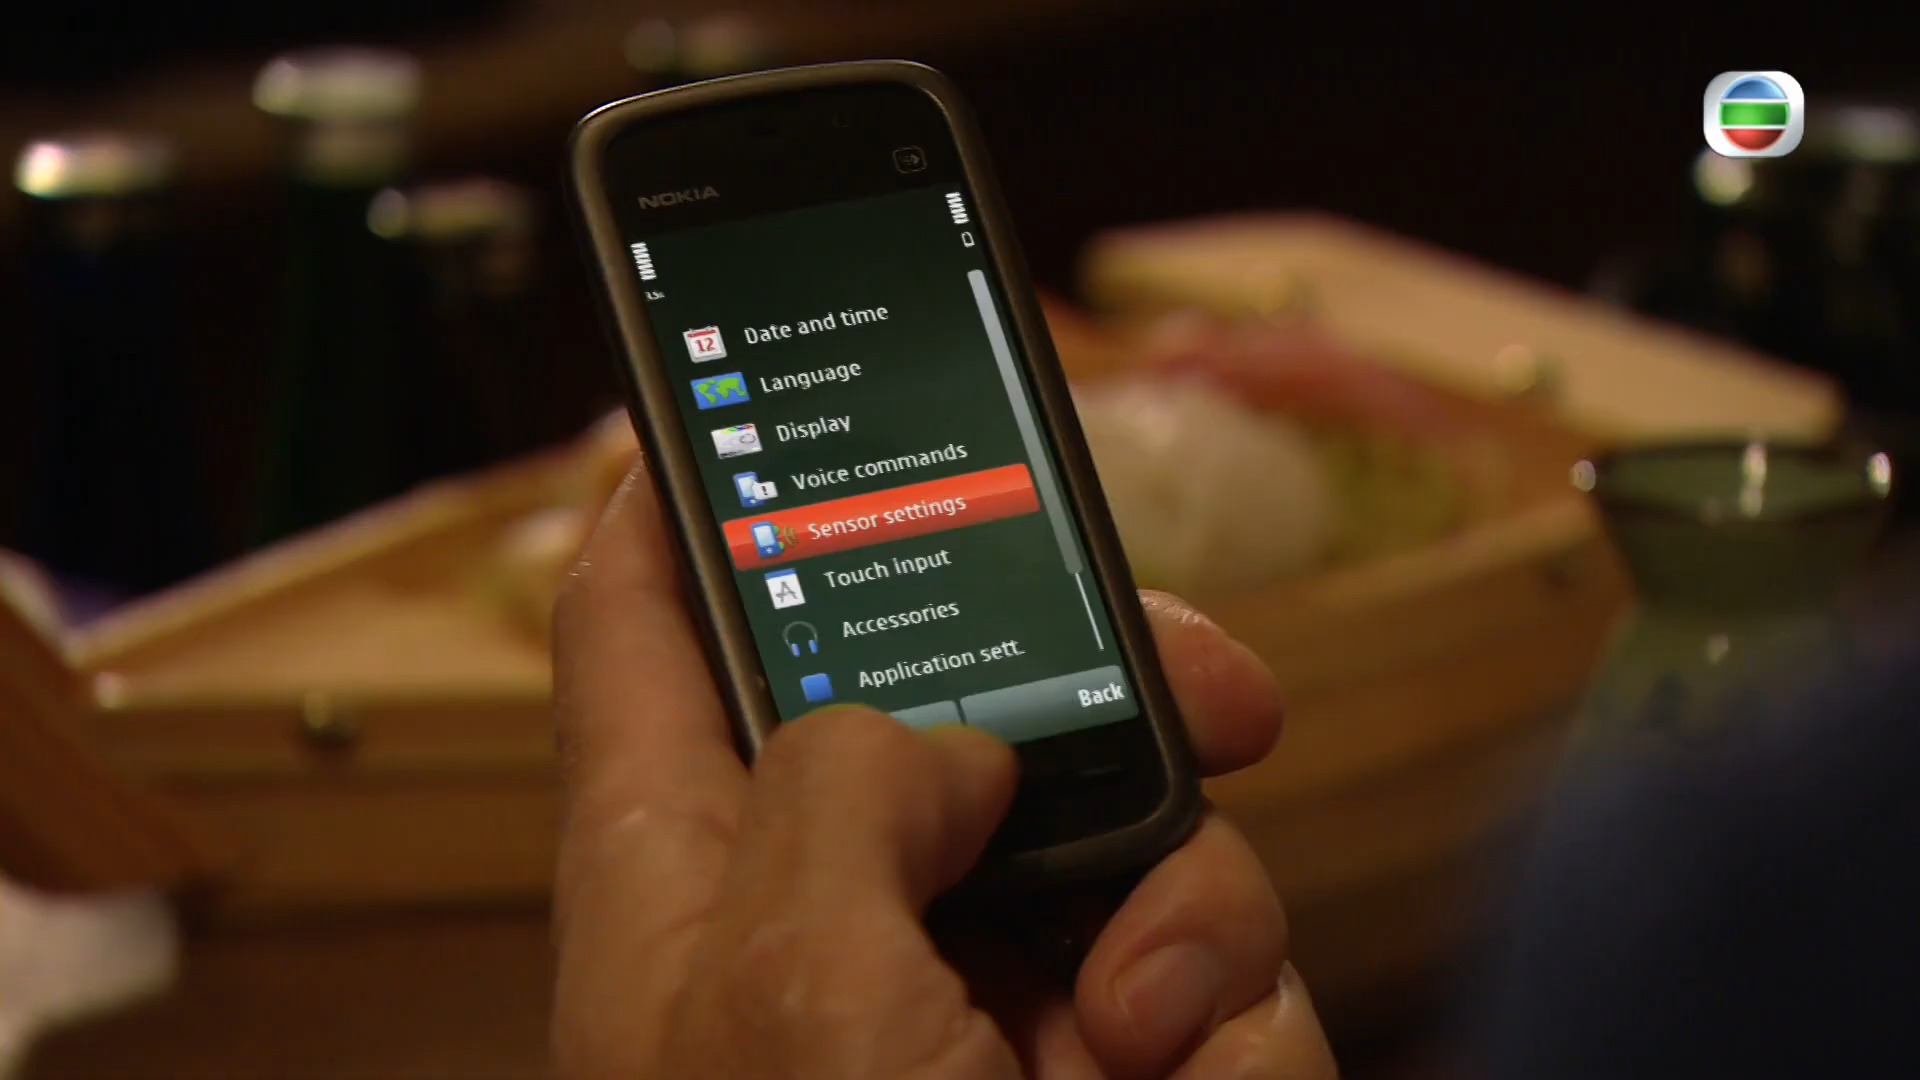 NOKIA
Date and time
12
Language
Display
Voice commands
Sensor settings
Touch input
A
Accessories
Application sett.
Back